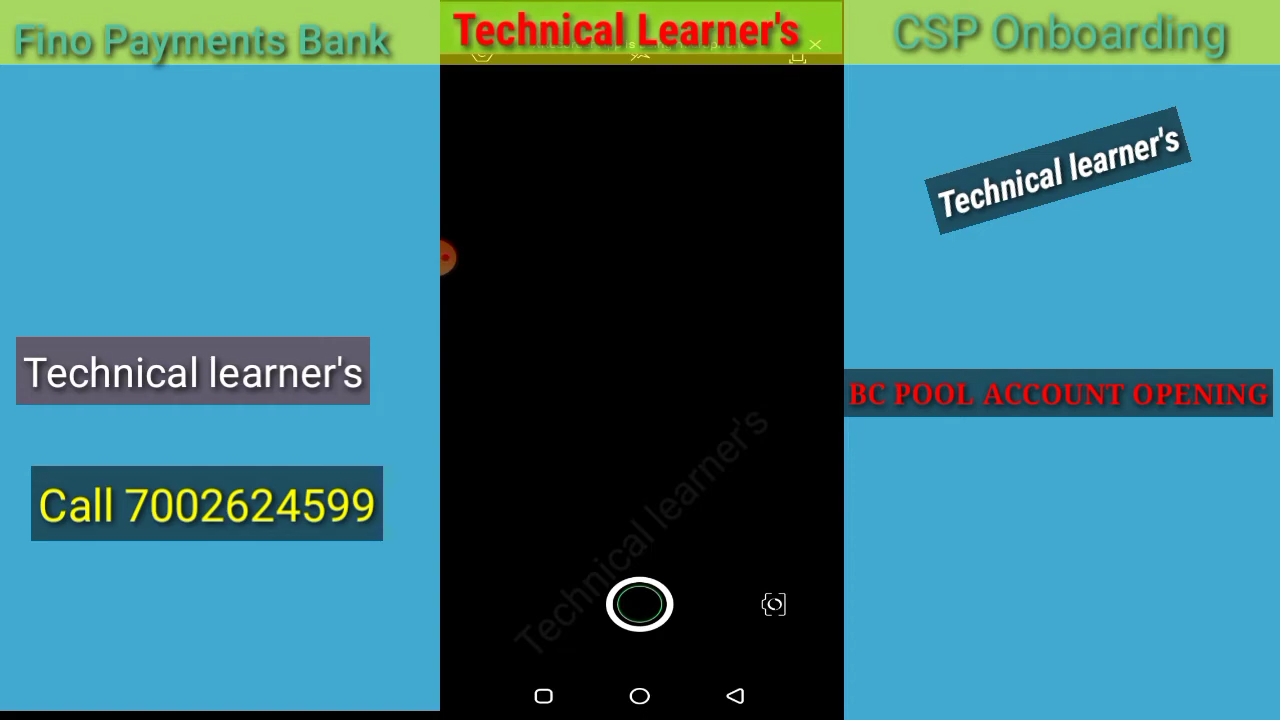 Fino Payments Bank
Technical Learner's
CSP Onboarding
Technical learner's
Technical learner's
BC POOL ACCOUNT OPENING
Call 7002624599
Technical learner's